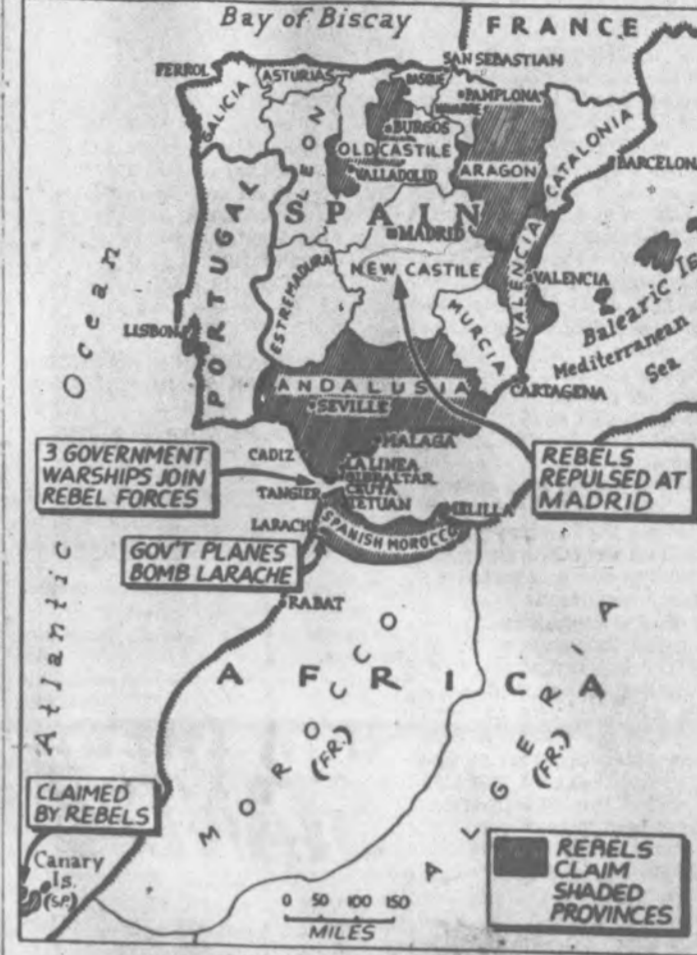 Bay of Biscay
FRANCE
SAN SEBASTIAN
FERROL
ASTURIAS
BASQUE
GALICIA
PAMPLONA
NAVARRE
LEON
BURGOS
OLD CASTILE
VALLADOLID
ARAGON
CATALONIA
BARCELON
PORTUGAL
SPAIN
MADRID
NEW CASTILE
ESTREMADURA
VALENCIA
VALENCIA
MURCIA
Balearic Is
Mediterranean
Sea
LISBON
Atlantic Ocean
ANDALUSIA
SEVILLE
CARTAGENA
MALAGA
CADIZ
LA LINEA
GIBRALTAR
CEUTA
TETUAN
TANGIER
MELILLA
LARACHE
SPANISH MOROCCO
3 GOVERNMENT
WARSHIPS JOIN
REBEL FORCES
REBELS
REPULSED AT
MADRID
GOV'T PLANES
BOMB LARACHE
RABAT
AFRICA
MOROCCO
(FR.)
ALGERIA
(FR.)
CLAIMED
BY REBELS
Canary
Is.
(SP.)
0 50 100 150
MILES
REBELS
CLAIM
SHADED
PROVINCES